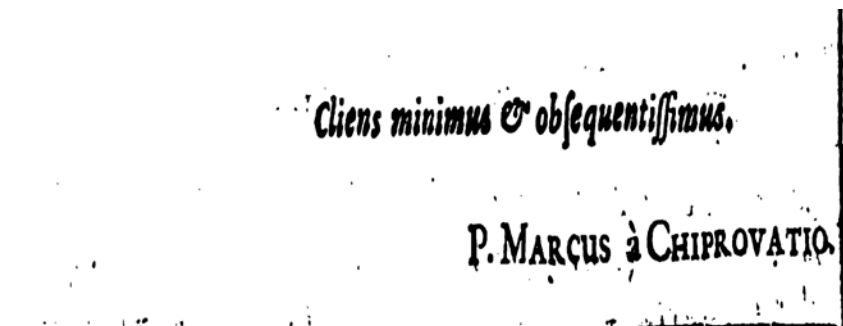 Cliens minimus & obſequentiſſimus.
P. MARCUS à CHIPROVATIO.